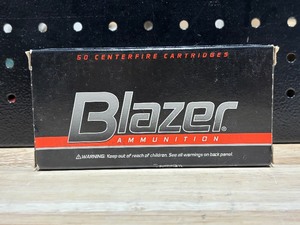 50 CENTERFIRE CARTRIDGES
Blazer®
AMMUNITION
⚠WARNING: Keep out of reach of children. See all warnings on back panel.